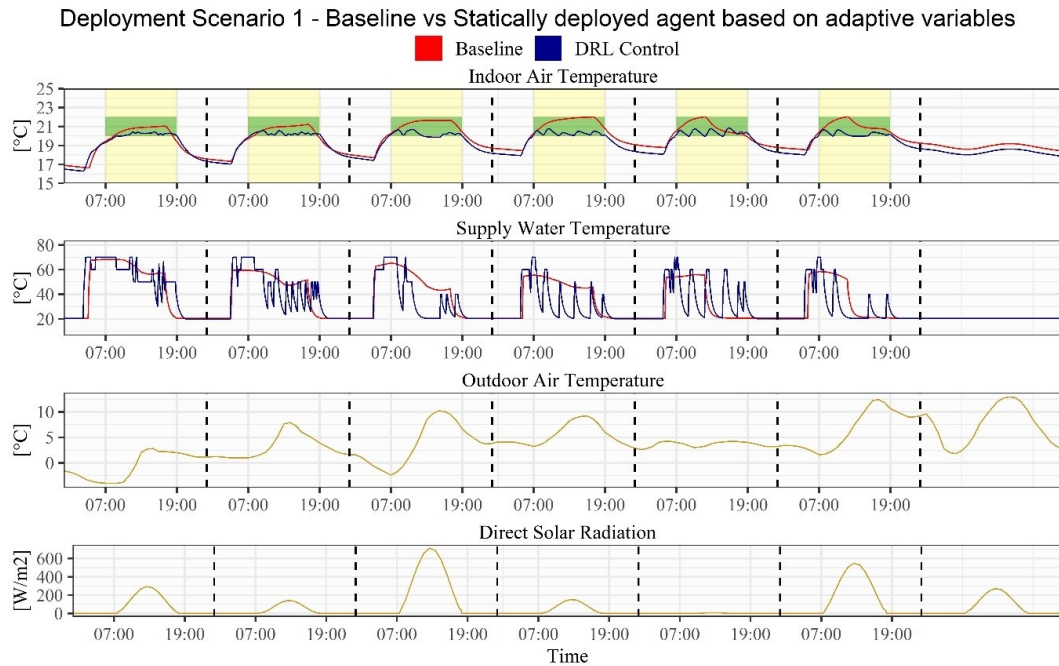 Deployment Scenario 1 - Baseline vs Statically deployed agent based on adaptive variables
Baseline DRL Control
Indoor Air Temperature
[°C]
25
23
21
19
17
15
07:00 19:00 07:00 19:00 07:00 19:00 07:00 19:00 07:00 19:00 07:00 19:00
Supply Water Temperature
[°C]
80
60
40
20
07:00 19:00 07:00 19:00 07:00 19:00 07:00 19:00 07:00 19:00 07:00 19:00
Outdoor Air Temperature
[°C]
10
5
0
07:00 19:00 07:00 19:00 07:00 19:00 07:00 19:00 07:00 19:00 07:00 19:00
Direct Solar Radiation
[W/m2]
600
400
200
0
07:00 19:00 07:00 19:00 07:00 19:00 07:00 19:00 07:00 19:00 07:00 19:00
Time